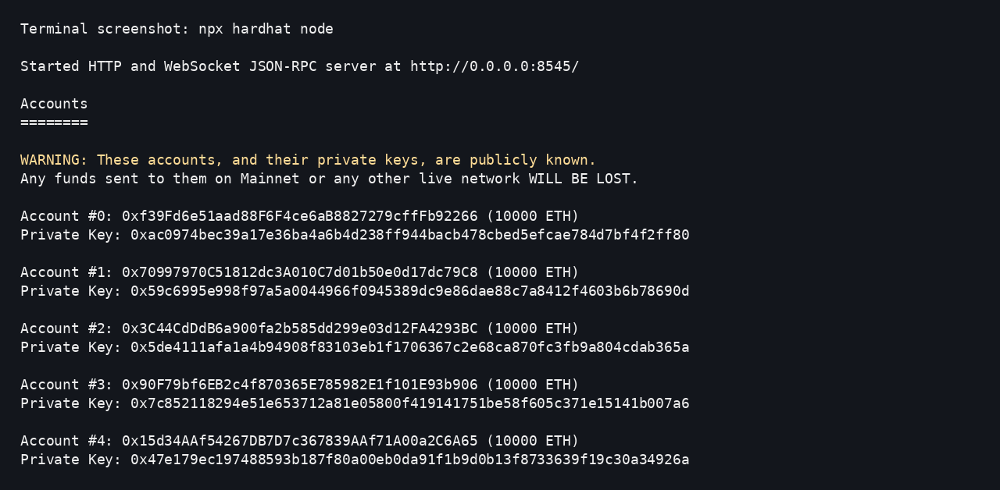 Terminal screenshot: npx hardhat node
Started HTTP and WebSocket JSON-RPC server at http://0.0.0.0:8545/
Accounts
========
WARNING: These accounts, and their private keys, are publicly known.
Any funds sent to them on Mainnet or any other live network WILL BE LOST.
Account #0: 0xf39Fd6e51aad88F6F4ce6aB8827279cffFb92266 (10000 ETH)
Private Key: 0xac0974bec39a17e36ba4a6b4d238ff944bacb478cbed5efcae784d7bf4f2ff80
Account #1: 0x70997970C51812dc3A010C7d01b50e0d17dc79C8 (10000 ETH)
Private Key: 0x59c6995e998f97a5a0044966f0945389dc9e86dae88c7a8412f4603b6b78690d
Account #2: 0x3C44CdDdB6a900fa2b585dd299e03d12FA4293BC (10000 ETH)
Private Key: 0x5de4111afa1a4b94908f83103eb1f1706367c2e68ca870fc3fb9a804cdab365a
Account #3: 0x90F79bf6EB2c4f870365E785982E1f101E93b906 (10000 ETH)
Private Key: 0x7c852118294e51e653712a81e05800f419141751be58f605c371e15141b007a6
Account #4: 0x15d34AAf54267DB7D7c367839AAf71A00a2C6A65 (10000 ETH)
Private Key: 0x47e179ec197488593b187f80a00eb0da91f1b9d0b13f8733639f19c30a34926a